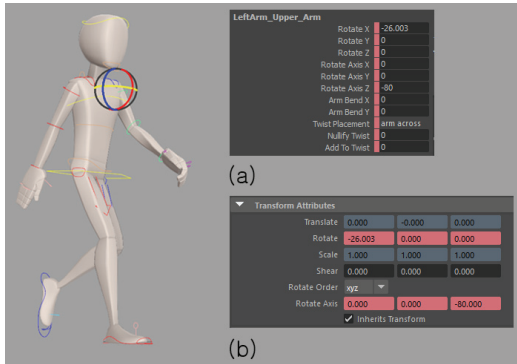 LeftArm_Upper_Arm
Rotate X -26.003
Rotate Y 0
Rotate Z 0
Rotate Axis X 0
Rotate Axis Y 0
Rotate Axis Z -80
Arm Bend X 0
Arm Bend Y 0
Twist Placement arm across
Nullify Twist 0
Add To Twist 0
(a)
Transform Attributes
Translate 0.000 -0.000 0.000
Rotate -26.003 0.000 0.000
Scale 1.000 1.000 1.000
Shear 0.000 0.000 0.000
Rotate Order xyz
Rotate Axis 0.000 0.000 -80.000
Inherits Transform
(b)